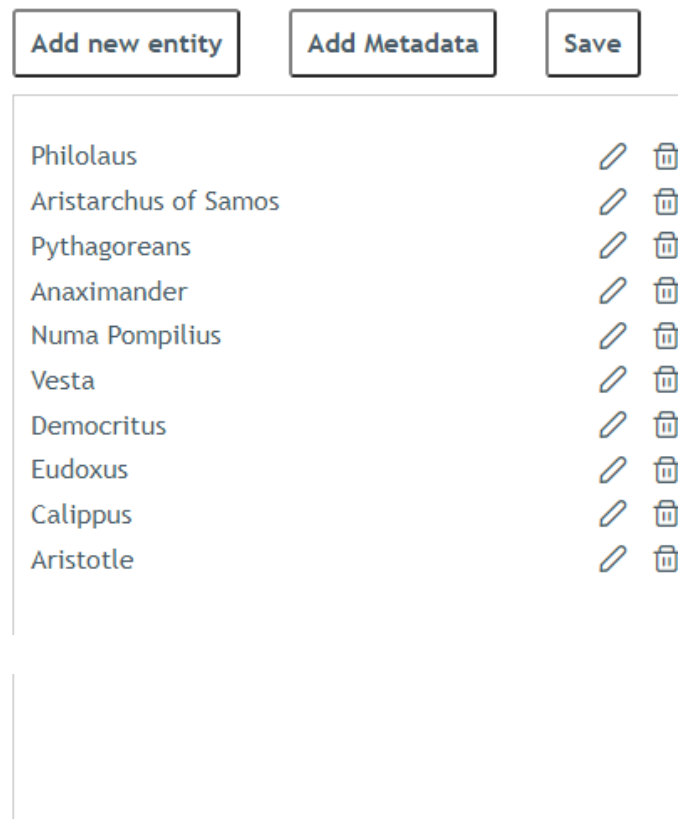 Add new entity Add Metadata Save
Philolaus
Aristarchus of Samos
Pythagoreans
Anaximander
Numa Pompilius
Vesta
Democritus
Eudoxus
Calippus
Aristotle